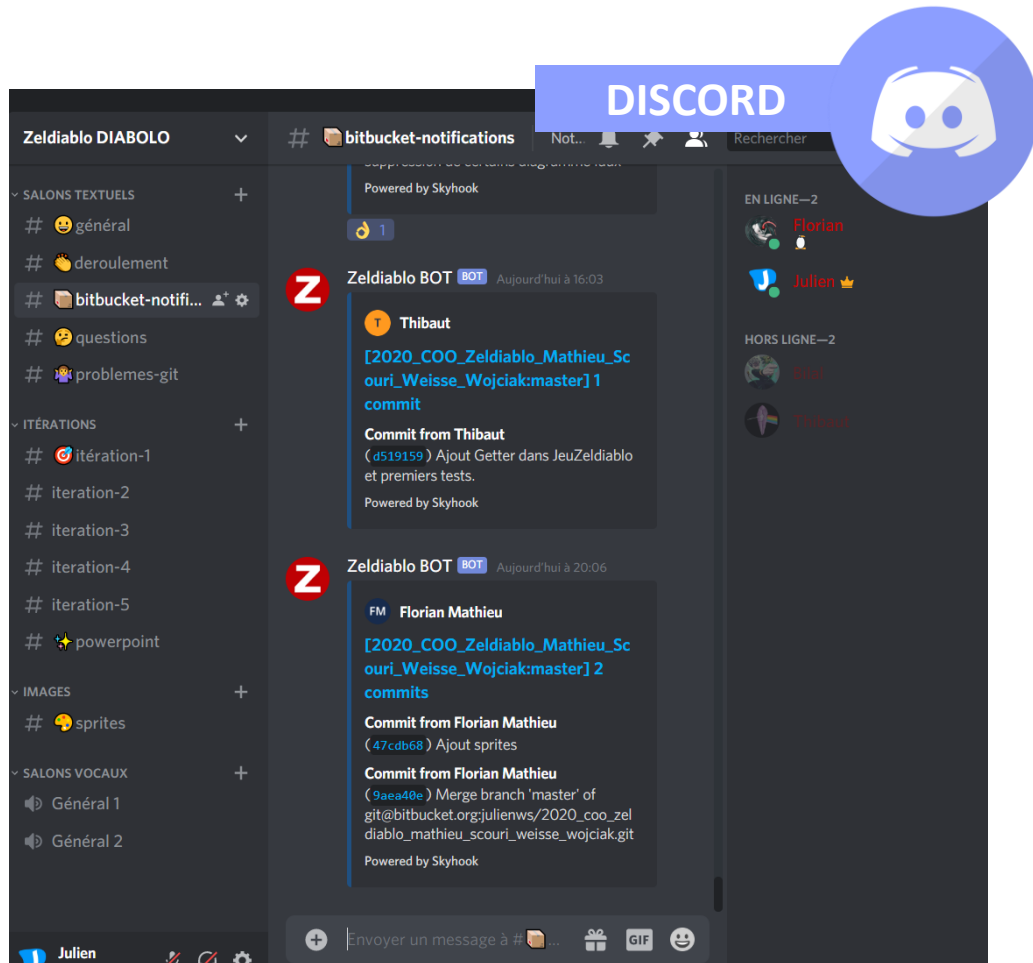 DISCORD
Zeldiablo DIABOLO
# bitbucket-notifications
Not...
Rechercher
SALONS TEXTUELS
# général
# deroulement
# bitbucket-notifi...
# questions
# problemes-git
ITÉRATIONS
# itération-1
# iteration-2
# iteration-3
# iteration-4
# iteration-5
# powerpoint
IMAGES
# sprites
SALONS VOCAUX
Général 1
Général 2
Julien
Powered by Skyhook
1
Zeldiablo BOT BOT Aujourd'hui à 16:03
T Thibaut
[2020_COO_Zeldiablo_Mathieu_Sc
ouri_Weisse_Wojciak:master] 1
commit
Commit from Thibaut
(d519159) Ajout Getter dans JeuZeldiablo
et premiers tests.
Powered by Skyhook
Zeldiablo BOT BOT Aujourd'hui à 20:06
FM Florian Mathieu
[2020_COO_Zeldiablo_Mathieu_Sc
ouri_Weisse_Wojciak:master] 2
commits
Commit from Florian Mathieu
(47cdb68) Ajout sprites
Commit from Florian Mathieu
(9aea40e) Merge branch 'master' of
git@bitbucket.org:julienws/2020_coo_zel
diablo_mathieu_scouri_weisse_wojciak.git
Powered by Skyhook
Envoyer un message à # ...
GIF
EN LIGNE—2
Florian
Julien
HORS LIGNE—2
Thibaut